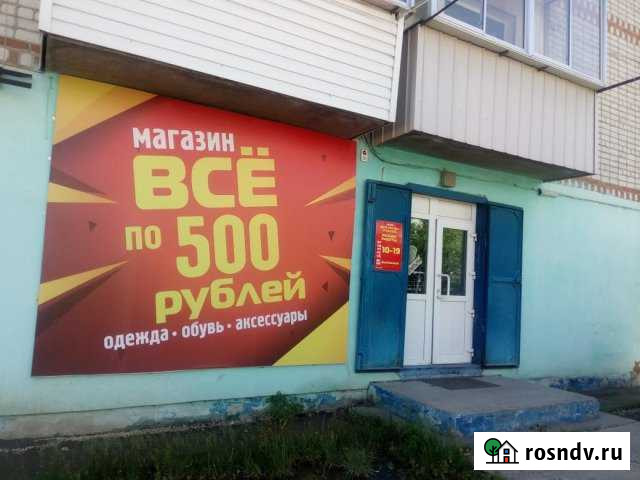 магазин
ВСЁ
по 500
рублей
одежда · обувь · аксессуары
10-19
rosndv.ru